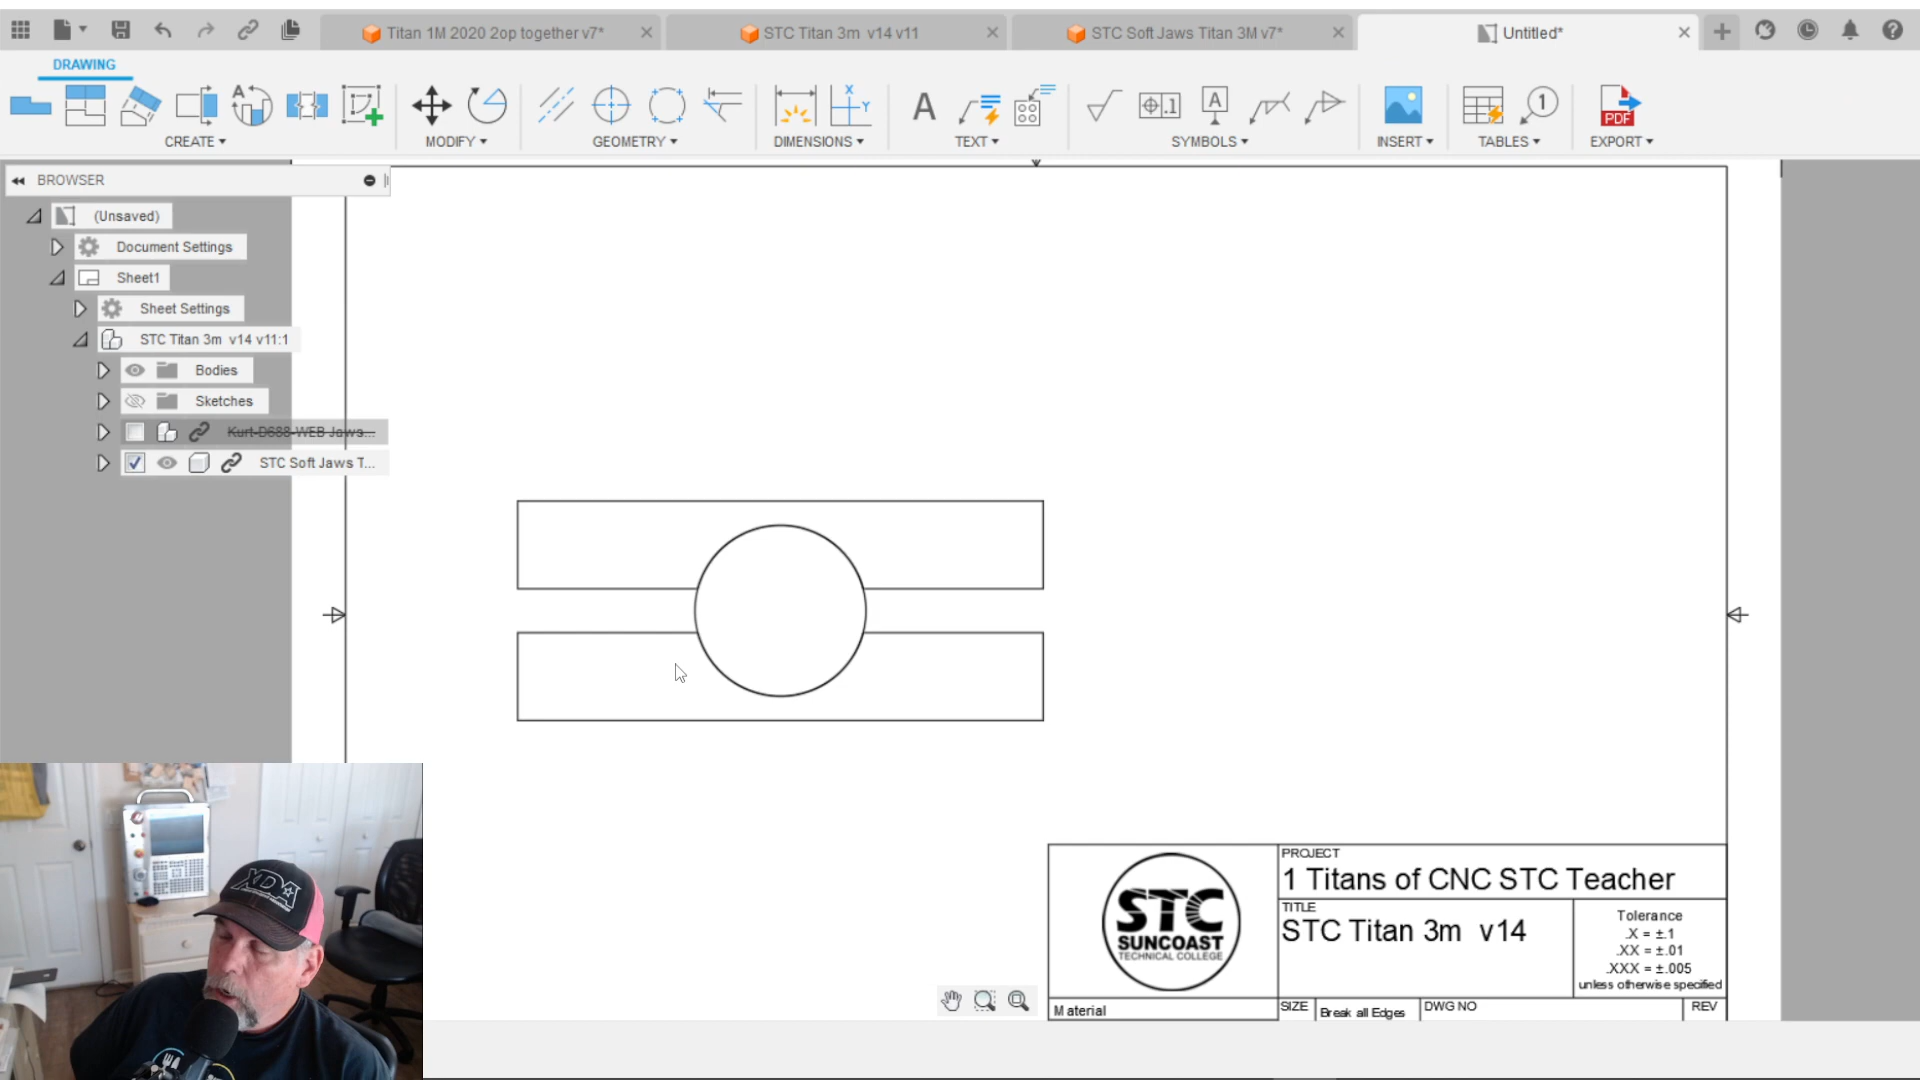 Titan 1M 2020 2op together v7*
STC Titan 3m v14 v11
STC Soft Jaws Titan 3M v7*
Untitled*
DRAWING
CREATE
MODIFY
GEOMETRY
DIMENSIONS
TEXT
SYMBOLS
INSERT
TABLES
EXPORT
A
X
Y
A
.1
A
1
PDF
BROWSER
(Unsaved)
Document Settings
Sheet1
Sheet Settings
STC Titan 3m v14 v11:1
Bodies
Sketches
Kurt-D688-WEB Jaws...
STC Soft Jaws T...
STC
SUNCOAST
TECHNICAL COLLEGE
PROJECT
1 Titans of CNC STC Teacher
TITLE
STC Titan 3m v14
Tolerance
.X = ±.1
.XX = ±.01
.XXX = ±.005
unless otherwise specified
Material
SIZE
Break all Edges
DWG NO
REV
XDA